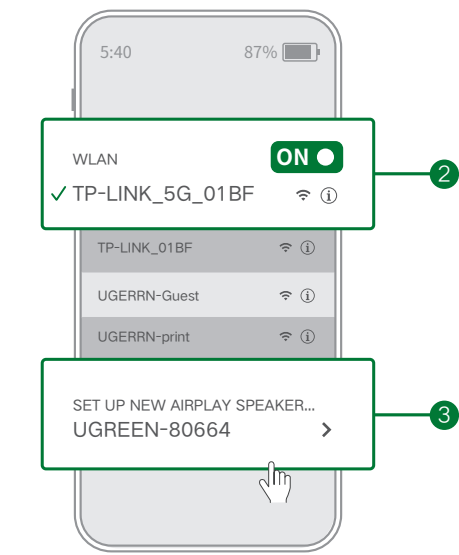 5:40 87%
WLAN ON
TP-LINK_5G_01BF
2
TP-LINK_01BF
UGERRN-Guest
UGERRN-print
SET UP NEW AIRPLAY SPEAKER...
UGREEN-80664
3